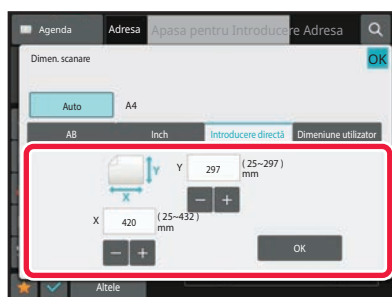 Agenda Adresa Apasa pentru Introducere Adresa
Dimen. scanare OK
Auto A4
AB Inch Introducere directă Dimeniune utilizator
Y Y 297 (25~297) mm
X
X 420 (25~432) mm
OK
Altele